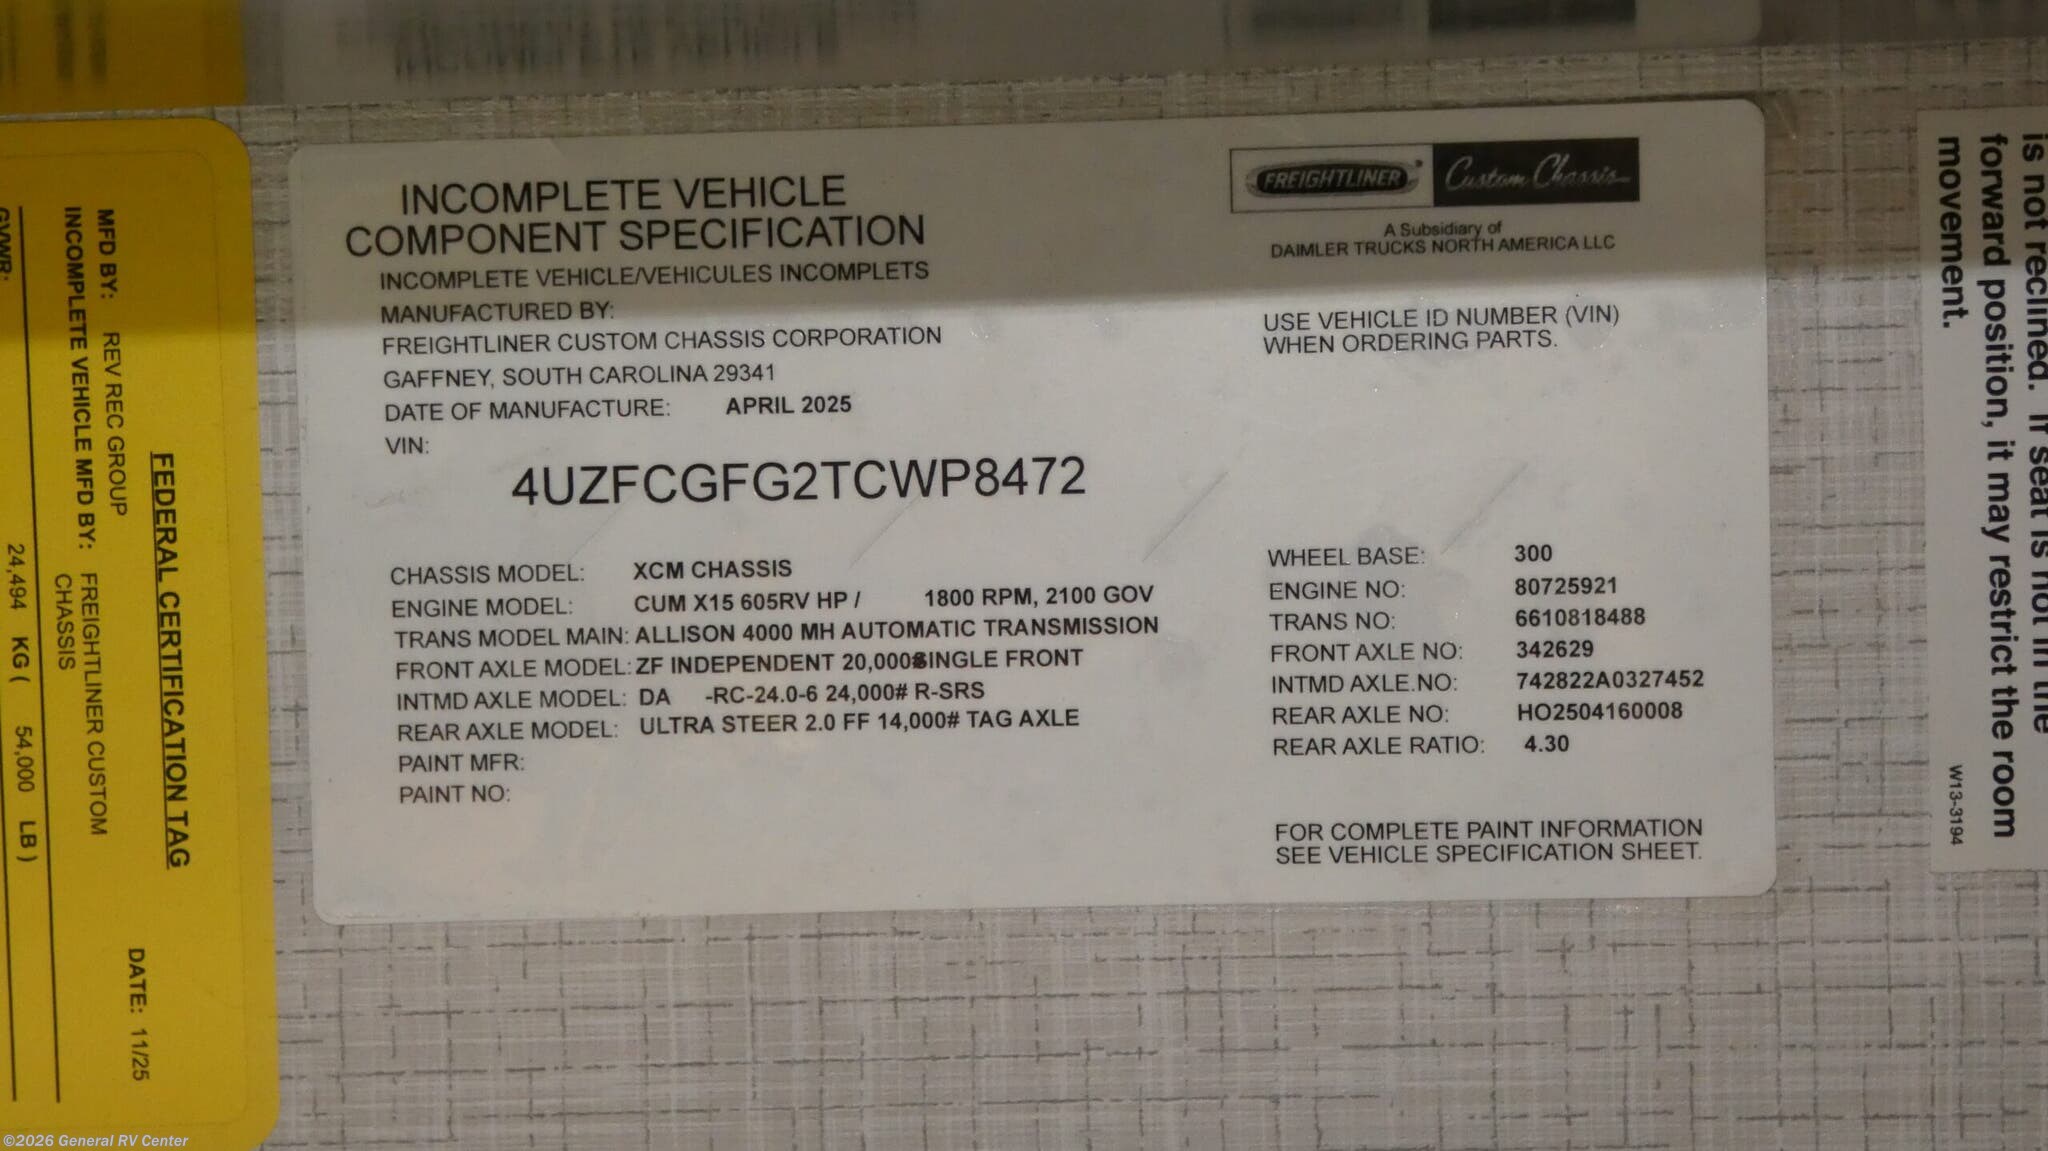 INCOMPLETE VEHICLE
COMPONENT SPECIFICATION
INCOMPLETE VEHICLE/VEHICULES INCOMPLETS
MANUFACTURED BY:
FREIGHTLINER CUSTOM CHASSIS CORPORATION
GAFFNEY, SOUTH CAROLINA 29341
DATE OF MANUFACTURE: APRIL 2025
VIN:
4UZFCGFG2TCWP8472
CHASSIS MODEL: XCM CHASSIS
ENGINE MODEL: CUM X15 605RV HP / 1800 RPM, 2100 GOV
TRANS MODEL MAIN: ALLISON 4000 MH AUTOMATIC TRANSMISSION
FRONT AXLE MODEL: ZF INDEPENDENT 20,000# SINGLE FRONT
INTMD AXLE MODEL: DA -RC-24.0-6 24,000# R-SRS
REAR AXLE MODEL: ULTRA STEER 2.0 FF 14,000# TAG AXLE
PAINT MFR:
PAINT NO:
FREIGHTLINER Custom Chassis
A Subsidiary of
DAIMLER TRUCKS NORTH AMERICA LLC
USE VEHICLE ID NUMBER (VIN)
WHEN ORDERING PARTS.
WHEEL BASE: 300
ENGINE NO: 80725921
TRANS NO: 6610818488
FRONT AXLE NO: 342629
INTMD AXLE.NO: 742822A0327452
REAR AXLE NO: HO2504160008
REAR AXLE RATIO: 4.30
FOR COMPLETE PAINT INFORMATION
SEE VEHICLE SPECIFICATION SHEET.
FEDERAL CERTIFICATION TAG
DATE: 11/25
MFD BY: REV REC GROUP
INCOMPLETE VEHICLE MFD BY: FREIGHTLINER CUSTOM
CHASSIS
GVWR: 24,494 KG ( 54,000 LB )
is not reclined. If seat is not in the
forward position, it may restrict the room
movement.
W13-3194
©2026 General RV Center